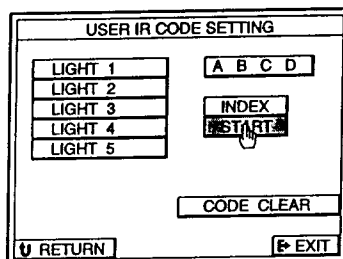 USER IR CODE SETTING
LIGHT 1
LIGHT 2
LIGHT 3
LIGHT 4
LIGHT 5
A B C D
INDEX
START
CODE CLEAR
RETURN
EXIT